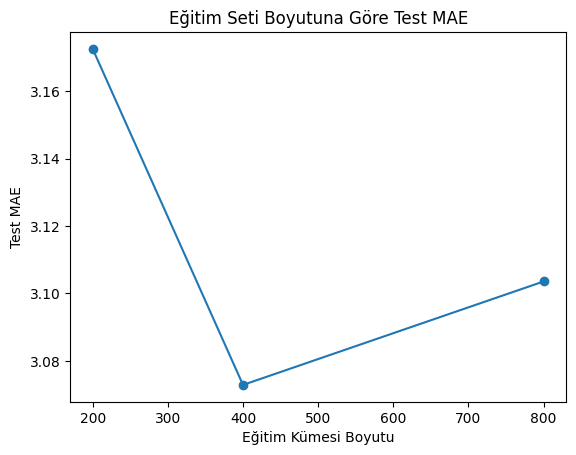 Eğitim Seti Boyutuna Göre Test MAE
3.16
3.14
3.12
3.10
3.08
Test MAE
200 300 400 500 600 700 800
Eğitim Kümesi Boyutu